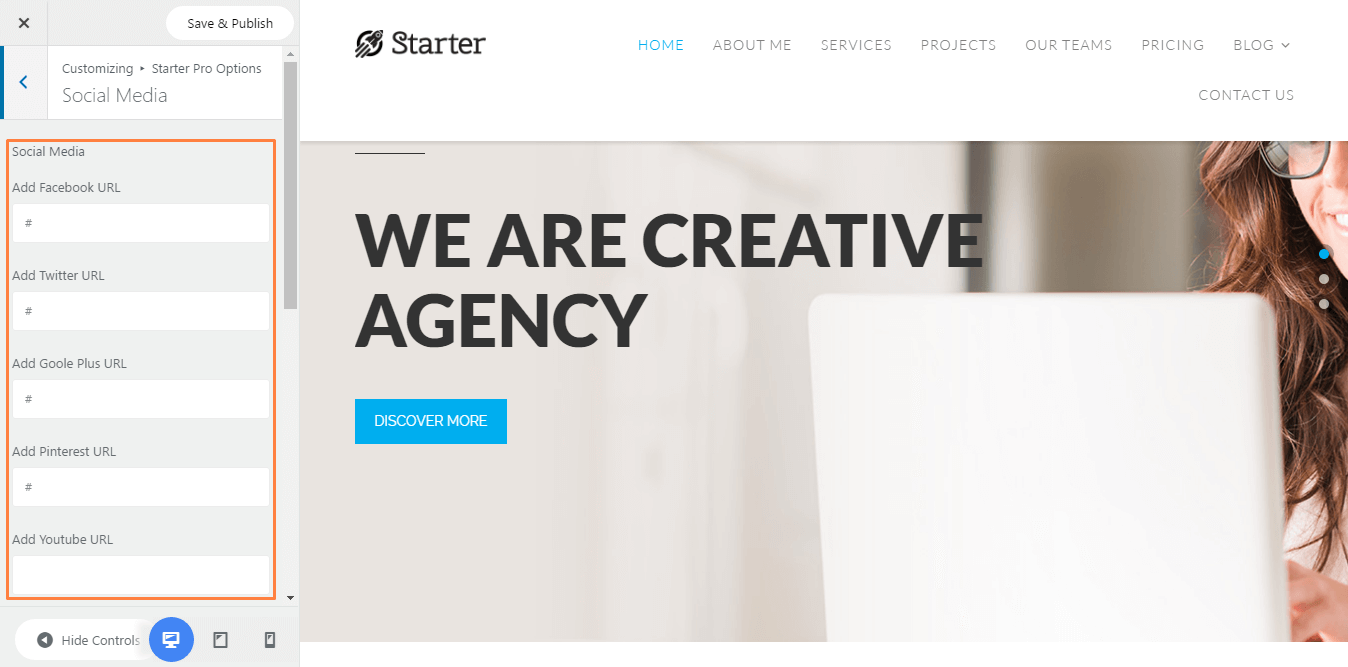 Save & Publish
Customizing ▸ Starter Pro Options
Social Media
Social Media
Add Facebook URL
#
Add Twitter URL
#
Add Goole Plus URL
#
Add Pinterest URL
#
Add Youtube URL
Hide Controls
Starter
HOME ABOUT ME SERVICES PROJECTS OUR TEAMS PRICING BLOG
CONTACT US
WE ARE CREATIVE
AGENCY
DISCOVER MORE